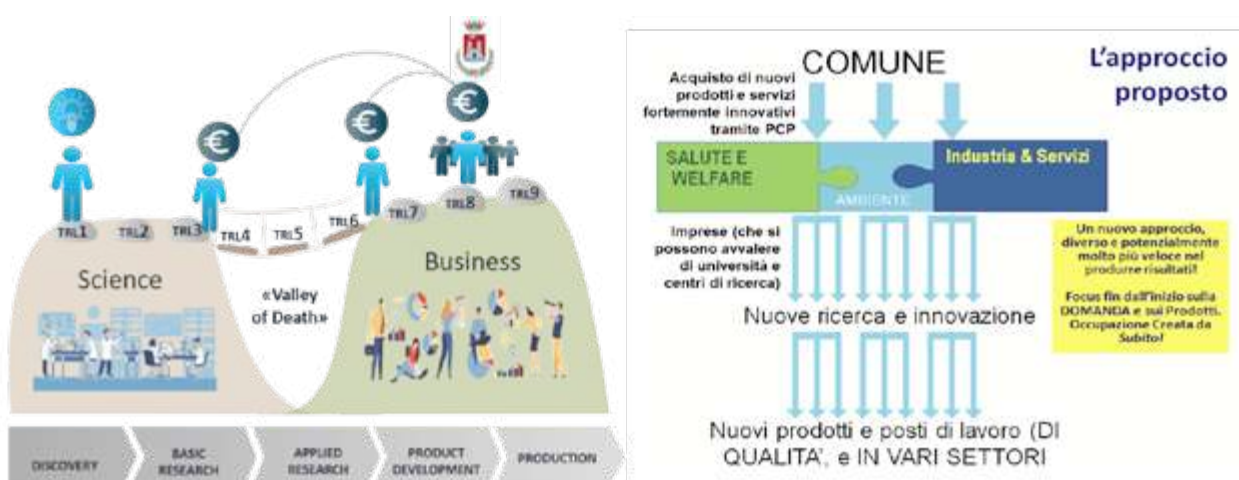 TRL1
TRL2
TRL3
TRL4
TRL5
TRL6
TRL7
TRL8
TRL9
Science
Business
«Valley
of Death»
DISCOVERY
BASIC
RESEARCH
APPLIED
RESEARCH
PRODUCT
DEVELOPMENT
PRODUCTION
L'approccio
proposto
COMUNE
Acquisto di nuovi
prodotti e servizi
fortemente innovativi
tramite PCP
SALUTE E
WELFARE
AMBIENTE
Industria & Servizi
Imprese (che si
possono avvalere
di università e
centri di ricerca)
Un nuovo approccio,
diverso e potenzialmente
molto più veloce nel
produrre risultati!
Focus fin dall'inizio sulla
DOMANDA e sui Prodotti.
Occupazione Creata da
Subito!
Nuove ricerca e innovazione
Nuovi prodotti e posti di lavoro (DI
QUALITA', e IN VARI SETTORI